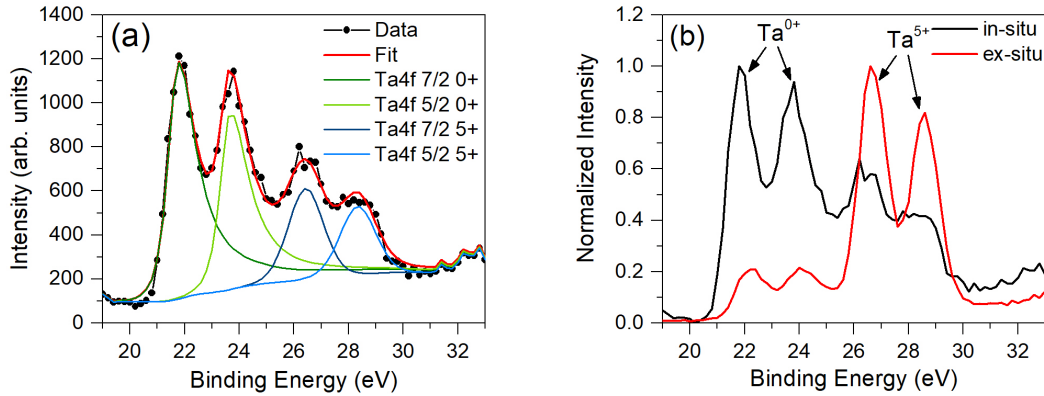 (a)
Data
Fit
Ta4f 7/2 0+
Ta4f 5/2 0+
Ta4f 7/2 5+
Ta4f 5/2 5+
Intensity (arb. units)
1400
1200
1000
800
600
400
200
0
20 22 24 26 28 30 32
Binding Energy (eV)
(b)
Ta0+
Ta5+
in-situ
ex-situ
Normalized Intensity
1.2
1.0
0.8
0.6
0.4
0.2
0.0
20 22 24 26 28 30 32
Binding Energy (eV)